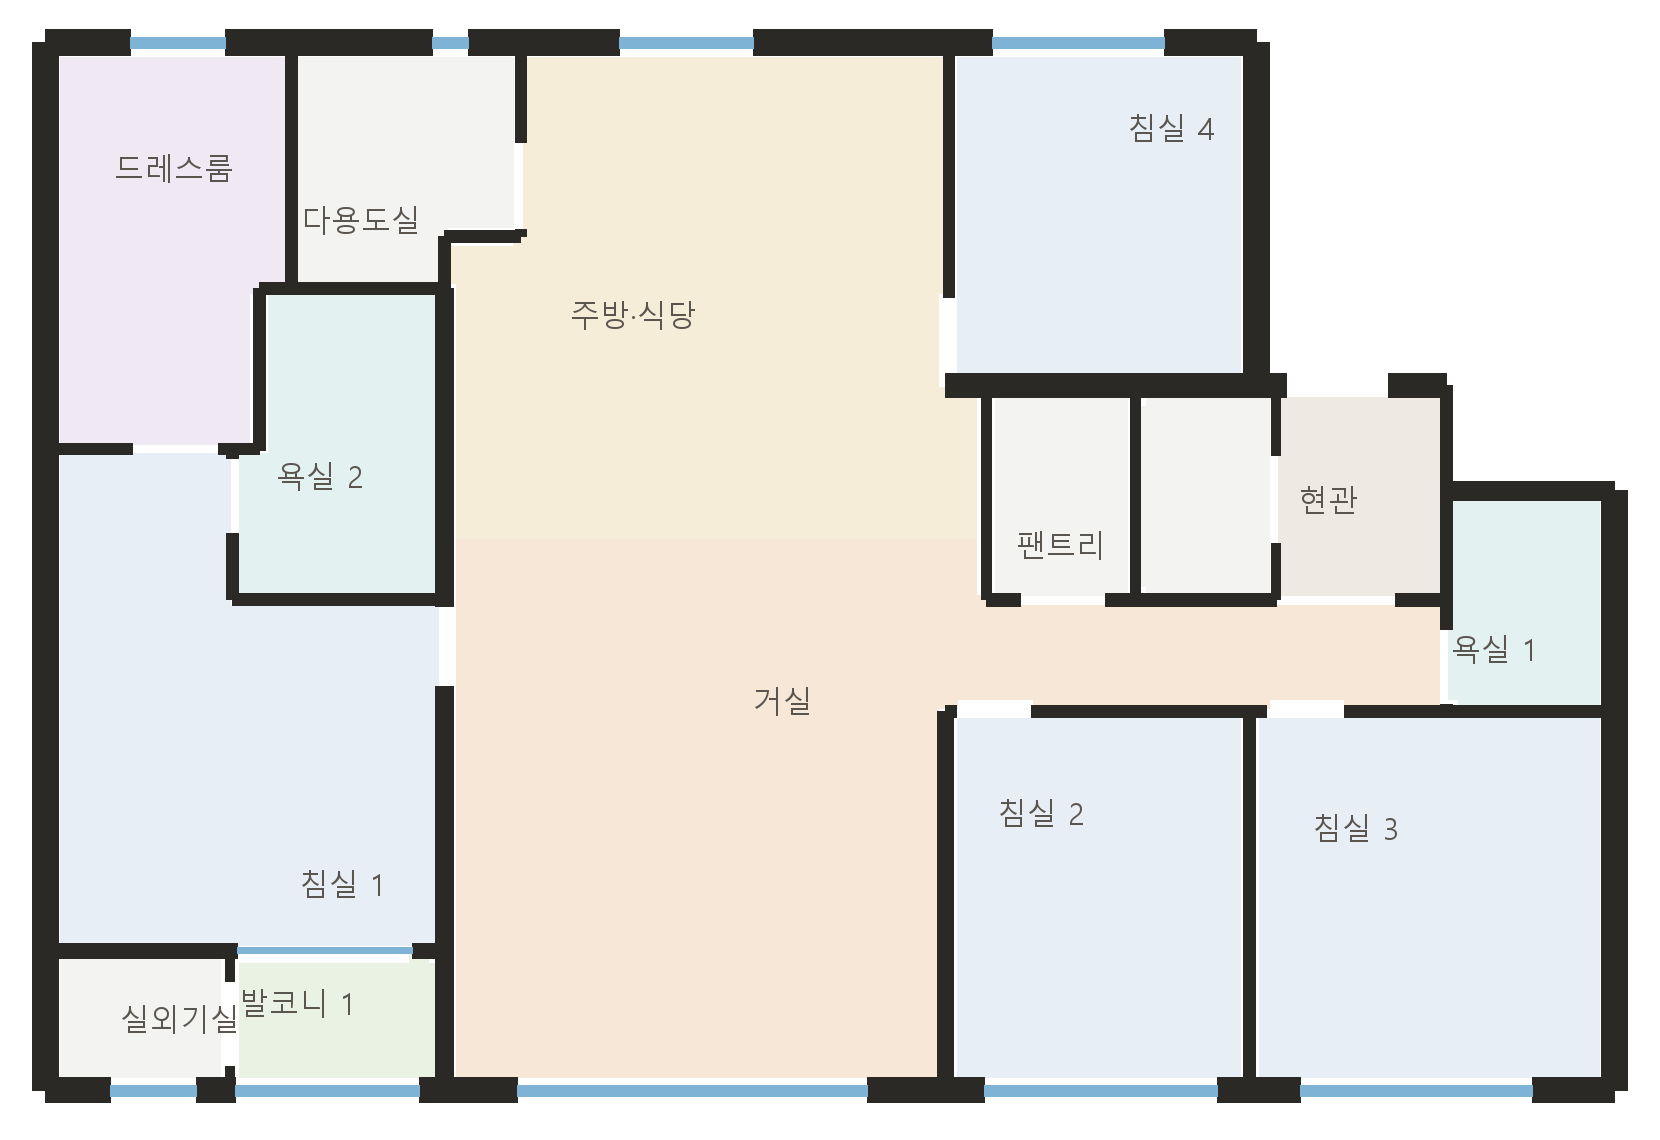 침실 4
드레스룸
다용도실
주방·식당
욕실 2
현관
팬트리
욕실 1
거실
침실 2
침실 3
침실 1
발코니 1
실외기실